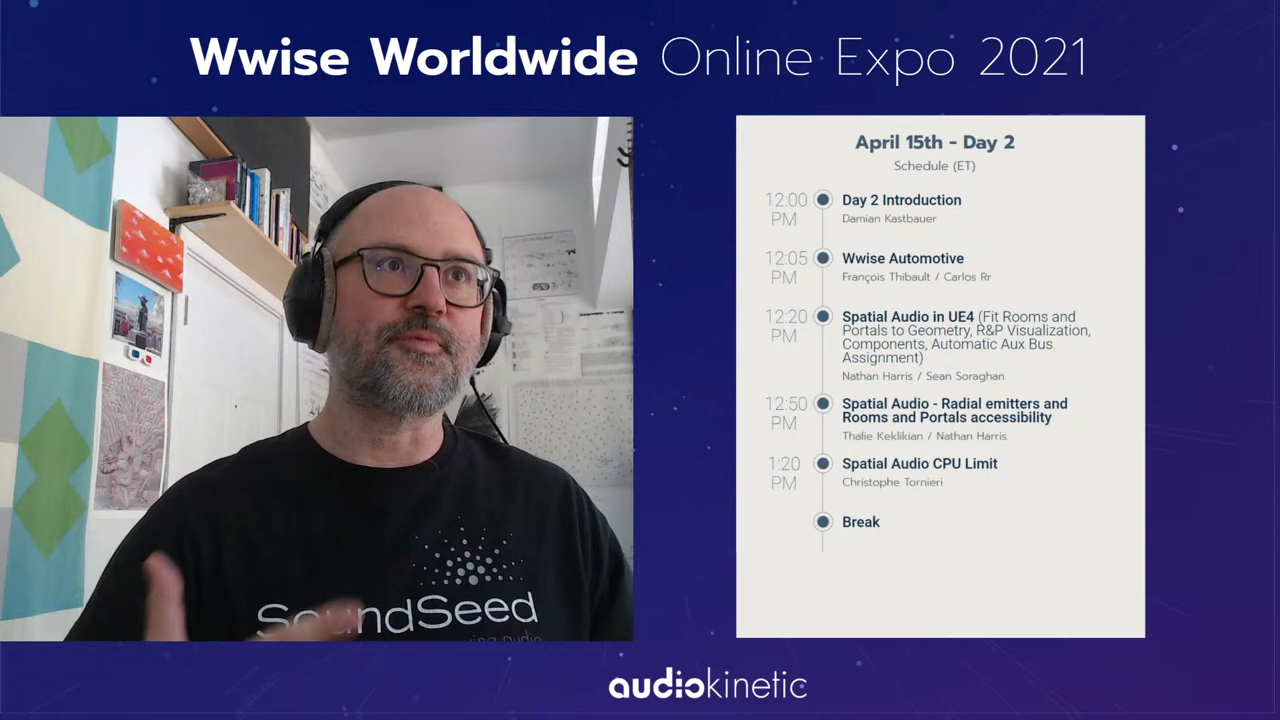 Wwise Worldwide Online Expo 2021
April 15th - Day 2
Schedule (ET)
12:00 PM
Day 2 Introduction
Damian Kastbauer
12:05 PM
Wwise Automotive
François Thibault / Carlos Rr
12:20 PM
Spatial Audio in UE4 (Fit Rooms and
Portals to Geometry, R&P Visualization,
Components, Automatic Aux Bus
Assignment)
Nathan Harris / Sean Soraghan
12:50 PM
Spatial Audio - Radial emitters and
Rooms and Portals accessibility
Thalie Keklikian / Nathan Harris
1:20 PM
Spatial Audio CPU Limit
Christophe Tornieri
Break
SoundSeed
audio
audiokinetic